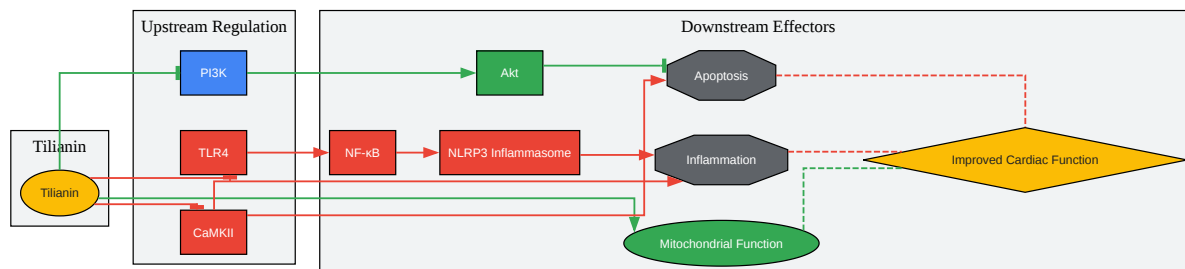 Upstream Regulation
Downstream Effectors
PI3K
Akt
Apoptosis
Tilianin
TLR4
NF-κB
NLRP3 Inflammasome
Inflammation
Improved Cardiac Function
Tilianin
CaMKII
Mitochondrial Function